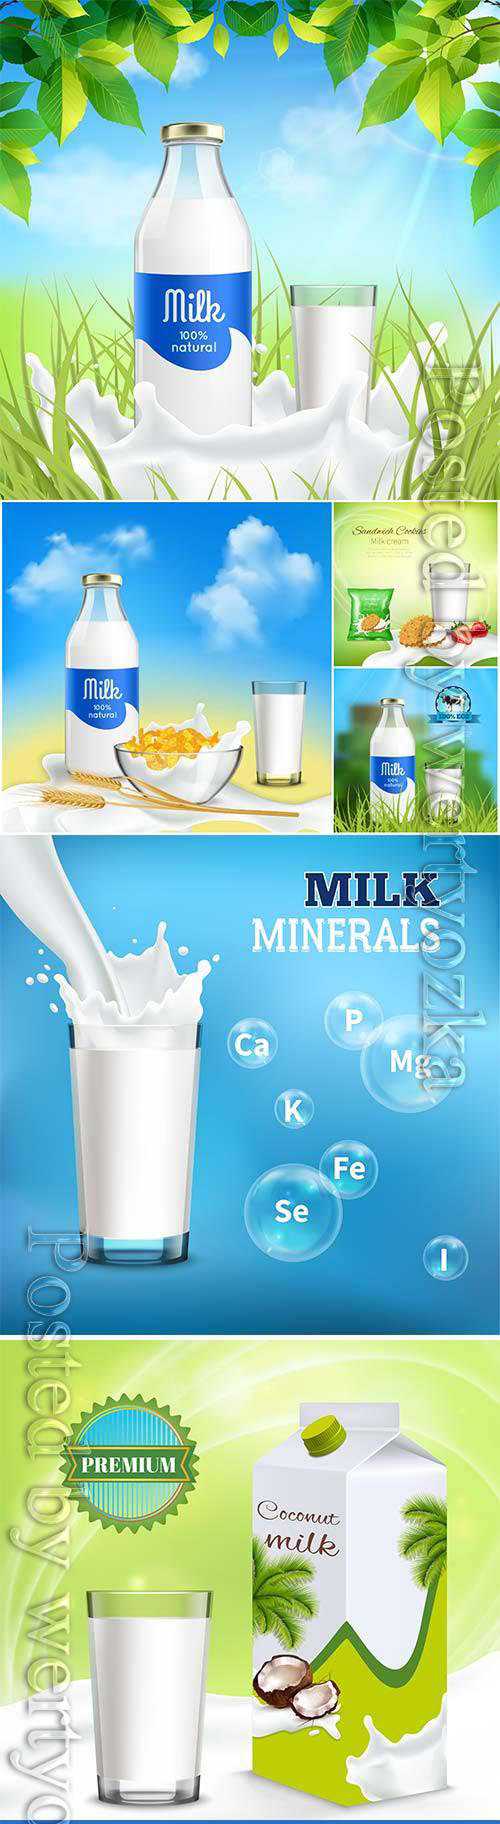 Milk
100%
natural
Sandwich Cookies
Milk cream
Milk
100%
natural
100% ECO
Milk
100%
natural
MILK
MINERALS
P
Ca
Mg
K
Fe
Se
I
PREMIUM
Coconut
milk
Posted by wertyozka
Posted by wertyo